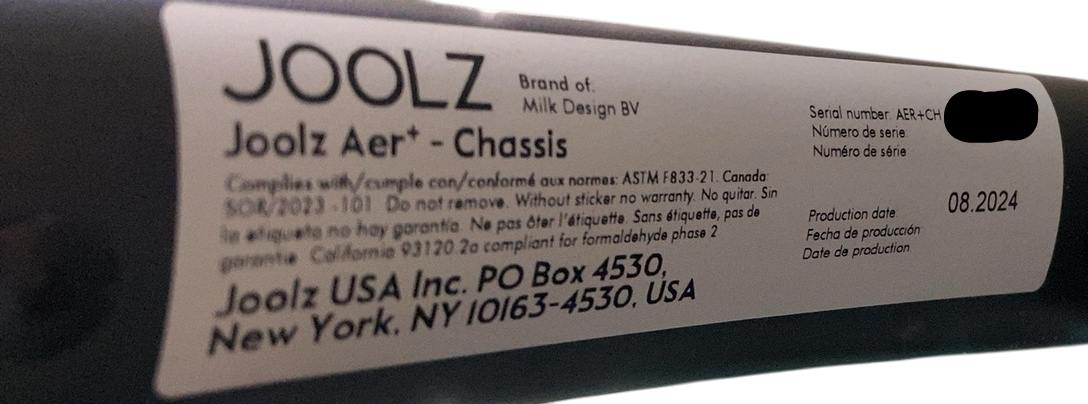 JOOLZ
Brand of:
Milk Design BV
Joolz Aer+ - Chassis
Complies with/cumple con/conformé aux normes: ASTM F833-21. Canada:
SOR/2023 -101 Do not remove. Without sticker no warranty. No quitar. Sin
la etiqueta no hay garantía. Ne pas ôter l'étiquette. Sans étiquette, pas de
garantie California 93120.2a compliant for formaldehyde phase 2
Joolz USA Inc. PO Box 4530,
New York, NY 10163-4530, USA
Serial number: AER+CH
Número de serie:
Numéro de série
Production date: 08.2024
Fecha de producción
Date de production